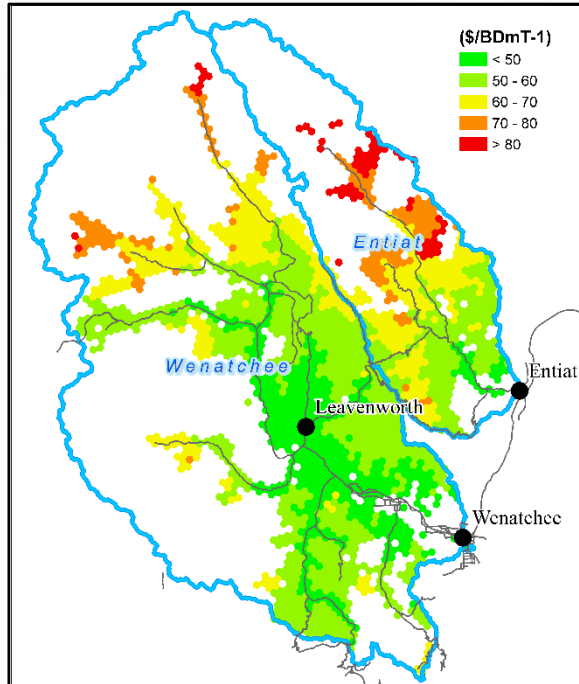 ($/BDmT-1)
< 50
50 - 60
60 - 70
70 - 80
> 80
Entiat
Wenatchee
Entiat
Leavenworth
Wenatchee